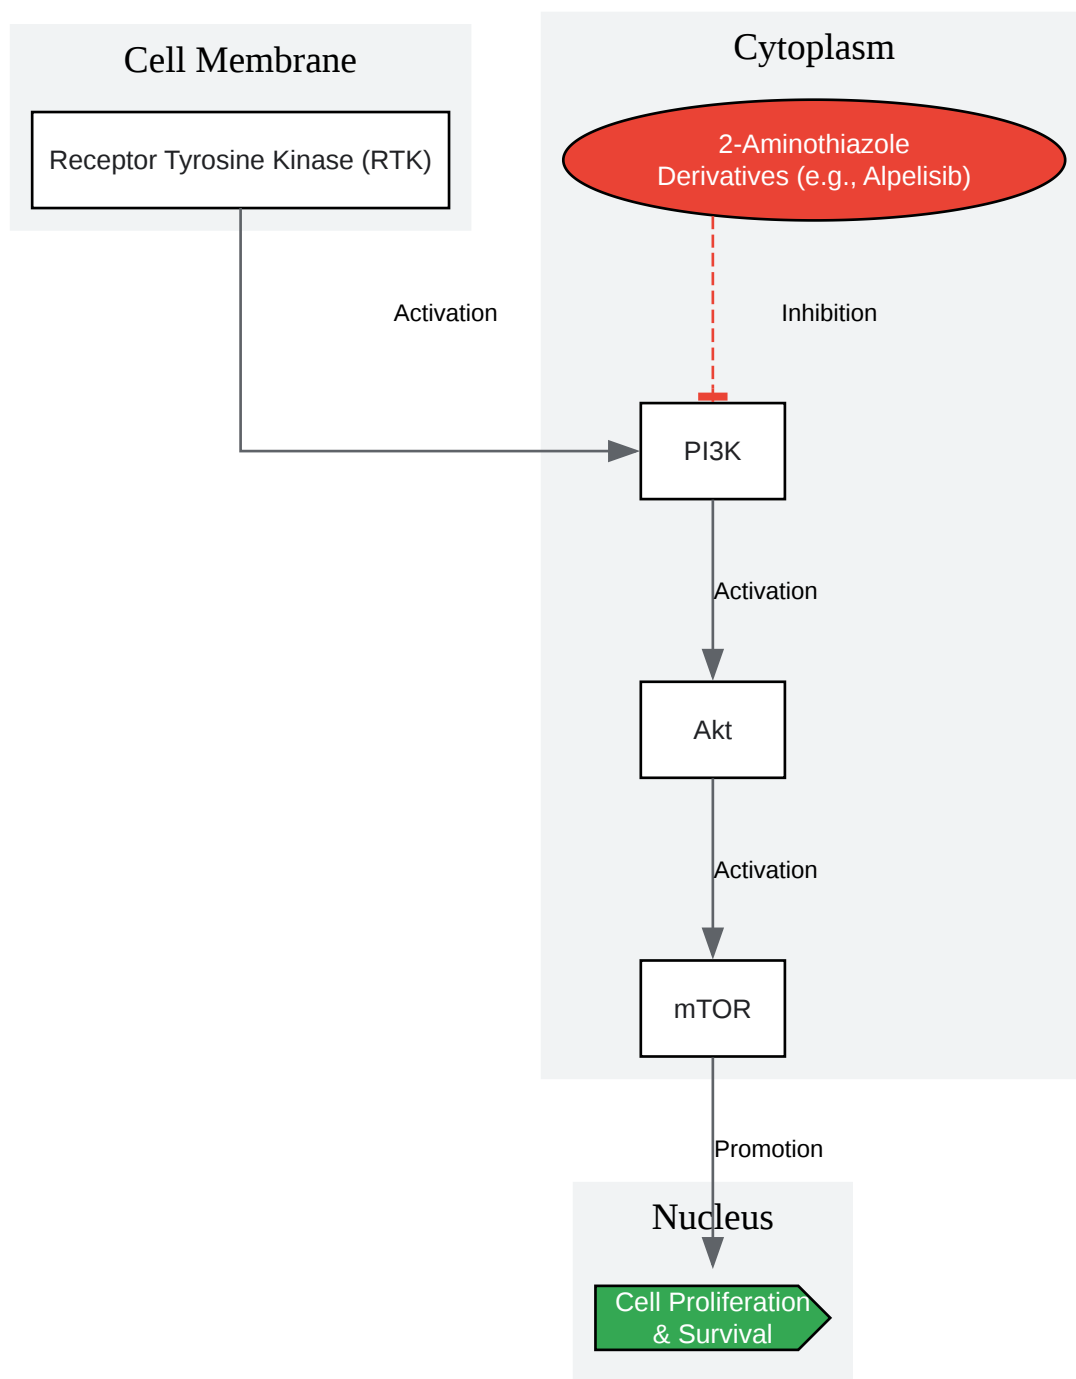 Cell Membrane
Receptor Tyrosine Kinase (RTK)
Cytoplasm
2-Aminothiazole
Derivatives (e.g., Alpelisib)
Activation
Inhibition
PI3K
Activation
Akt
Activation
mTOR
Promotion
Nucleus
Cell Proliferation
& Survival